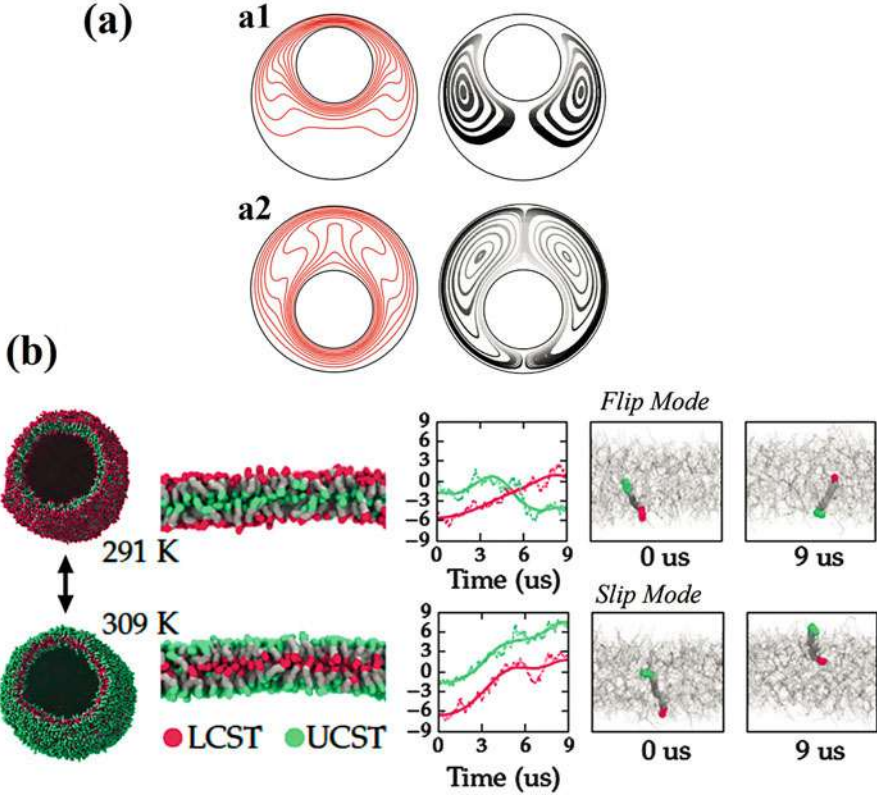 (a)
a1
a2
(b)
291 K
309 K
LCST UCST
9
6
3
0
-3
-6
-9
0 3 6 9
Time (us)
Flip Mode
0 us
9 us
9
6
3
0
-3
-6
-9
0 3 6 9
Time (us)
Slip Mode
0 us
9 us